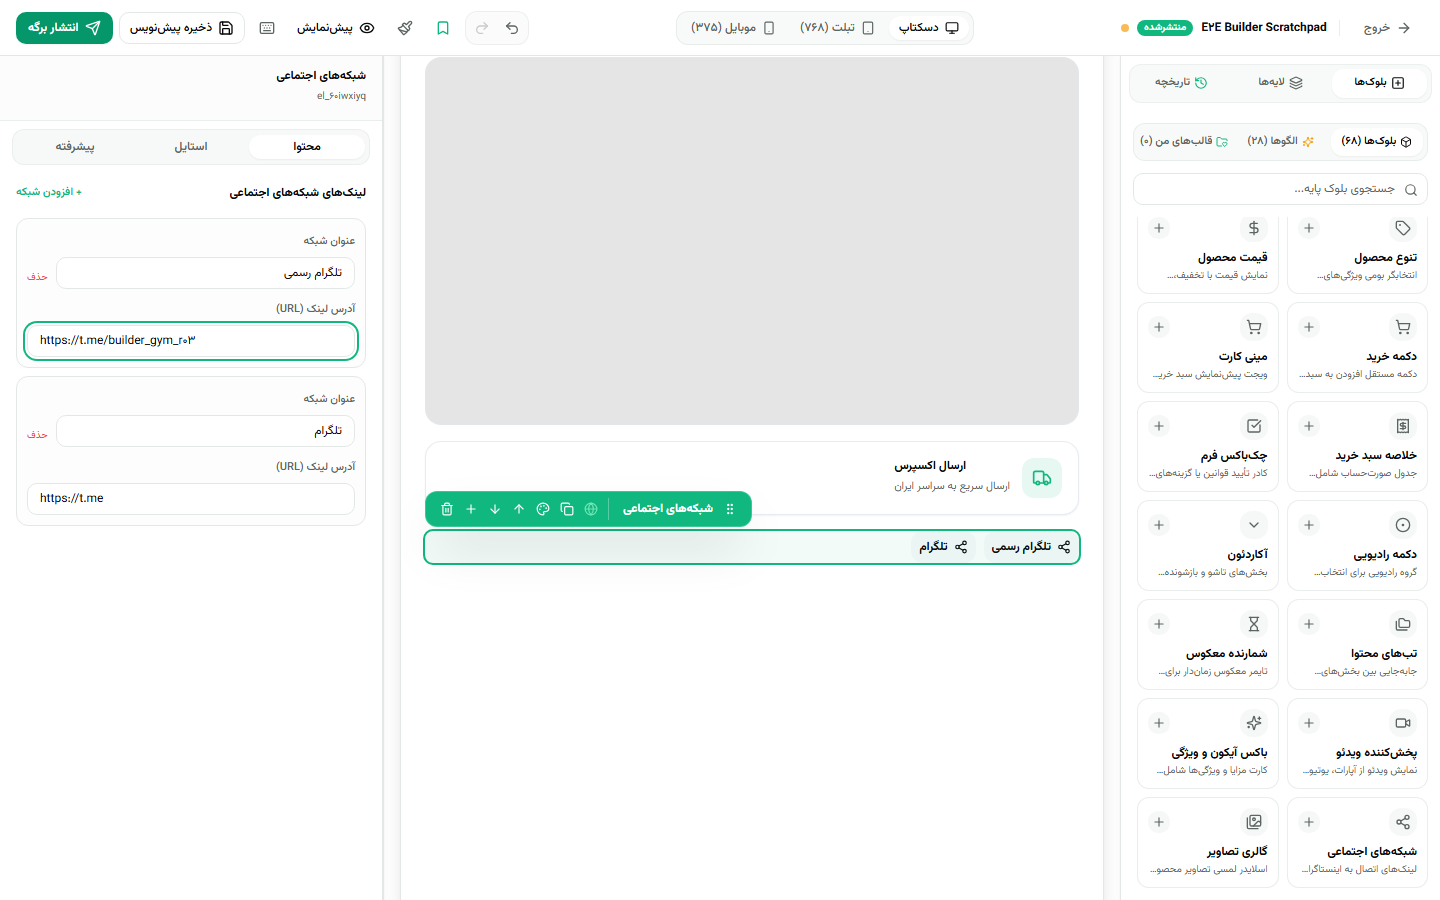 خروج
E2E Builder Scratchpad
منتشرشده
دسکتاپ
تبلت (۷۶۸)
موبایل (۳۷۵)
پیش‌نمایش
ذخیره پیش‌نویس
انتشار برگه
بلوک‌ها
لایه‌ها
تاریخچه
بلوک‌ها (۶۸)
الگوها (۲۸)
قالب‌های من (۰)
جستجوی بلوک پایه...
تنوع محصول
انتخابگر بومی ویژگی‌های...
قیمت محصول
نمایش قیمت با تخفیف،...
دکمه خرید
دکمه مستقل افزودن به سبد...
مینی کارت
ویجت پیش‌نمایش سبد خری...
خلاصه سبد خرید
جدول صورت‌حساب شامل...
چک‌باکس فرم
کادر تأیید قوانین یا گزینه‌های...
دکمه رادیویی
گروه رادیویی برای انتخاب...
آکاردئون
بخش‌های تاشو و بازشونده...
تب‌های محتوا
جابه‌جایی بین بخش‌های...
شمارنده معکوس
تایمر معکوس زمان‌دار برای...
پخش‌کننده ویدئو
نمایش ویدئو از آپارات، یوتیو...
باکس آیکون و ویژگی
کارت مزایا و ویژگی‌ها شامل...
شبکه‌های اجتماعی
لینک‌های اتصال به اینستاگرا...
گالری تصاویر
اسلایدر لمسی تصاویر محصو...
ارسال اکسپرس
ارسال سریع به سراسر ایران
شبکه‌های اجتماعی
تلگرام رسمی
تلگرام
شبکه‌های اجتماعی
el_۶۰iwxiyq
محتوا
استایل
پیشرفته
لینک‌های شبکه‌های اجتماعی
+ افزودن شبکه
عنوان شبکه
تلگرام رسمی
حذف
آدرس لینک (URL)
https://t.me/builder_gym_r۰۳
عنوان شبکه
تلگرام
حذف
آدرس لینک (URL)
https://t.me